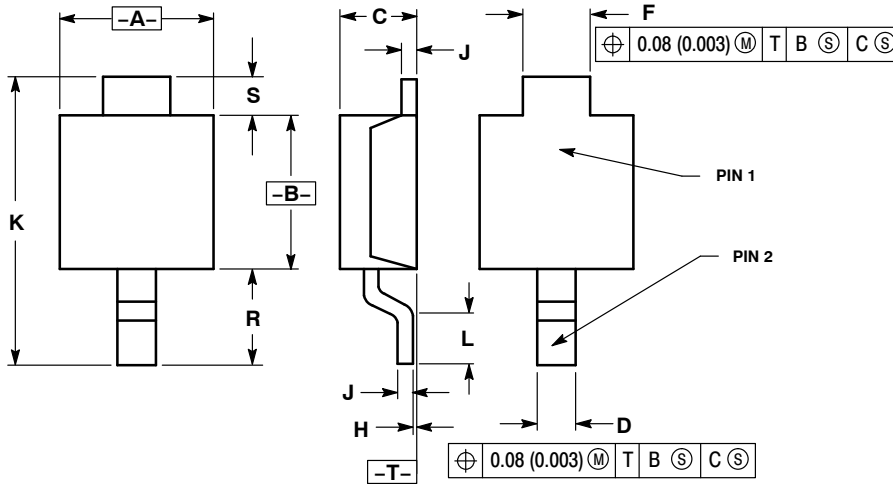 –A–
C
F
⌖ 0.08 (0.003) Ⓜ T B Ⓢ C Ⓢ
J
S
–B–
K
PIN 1
PIN 2
R
L
J
H
D
⌖ 0.08 (0.003) Ⓜ T B Ⓢ C Ⓢ
–T–